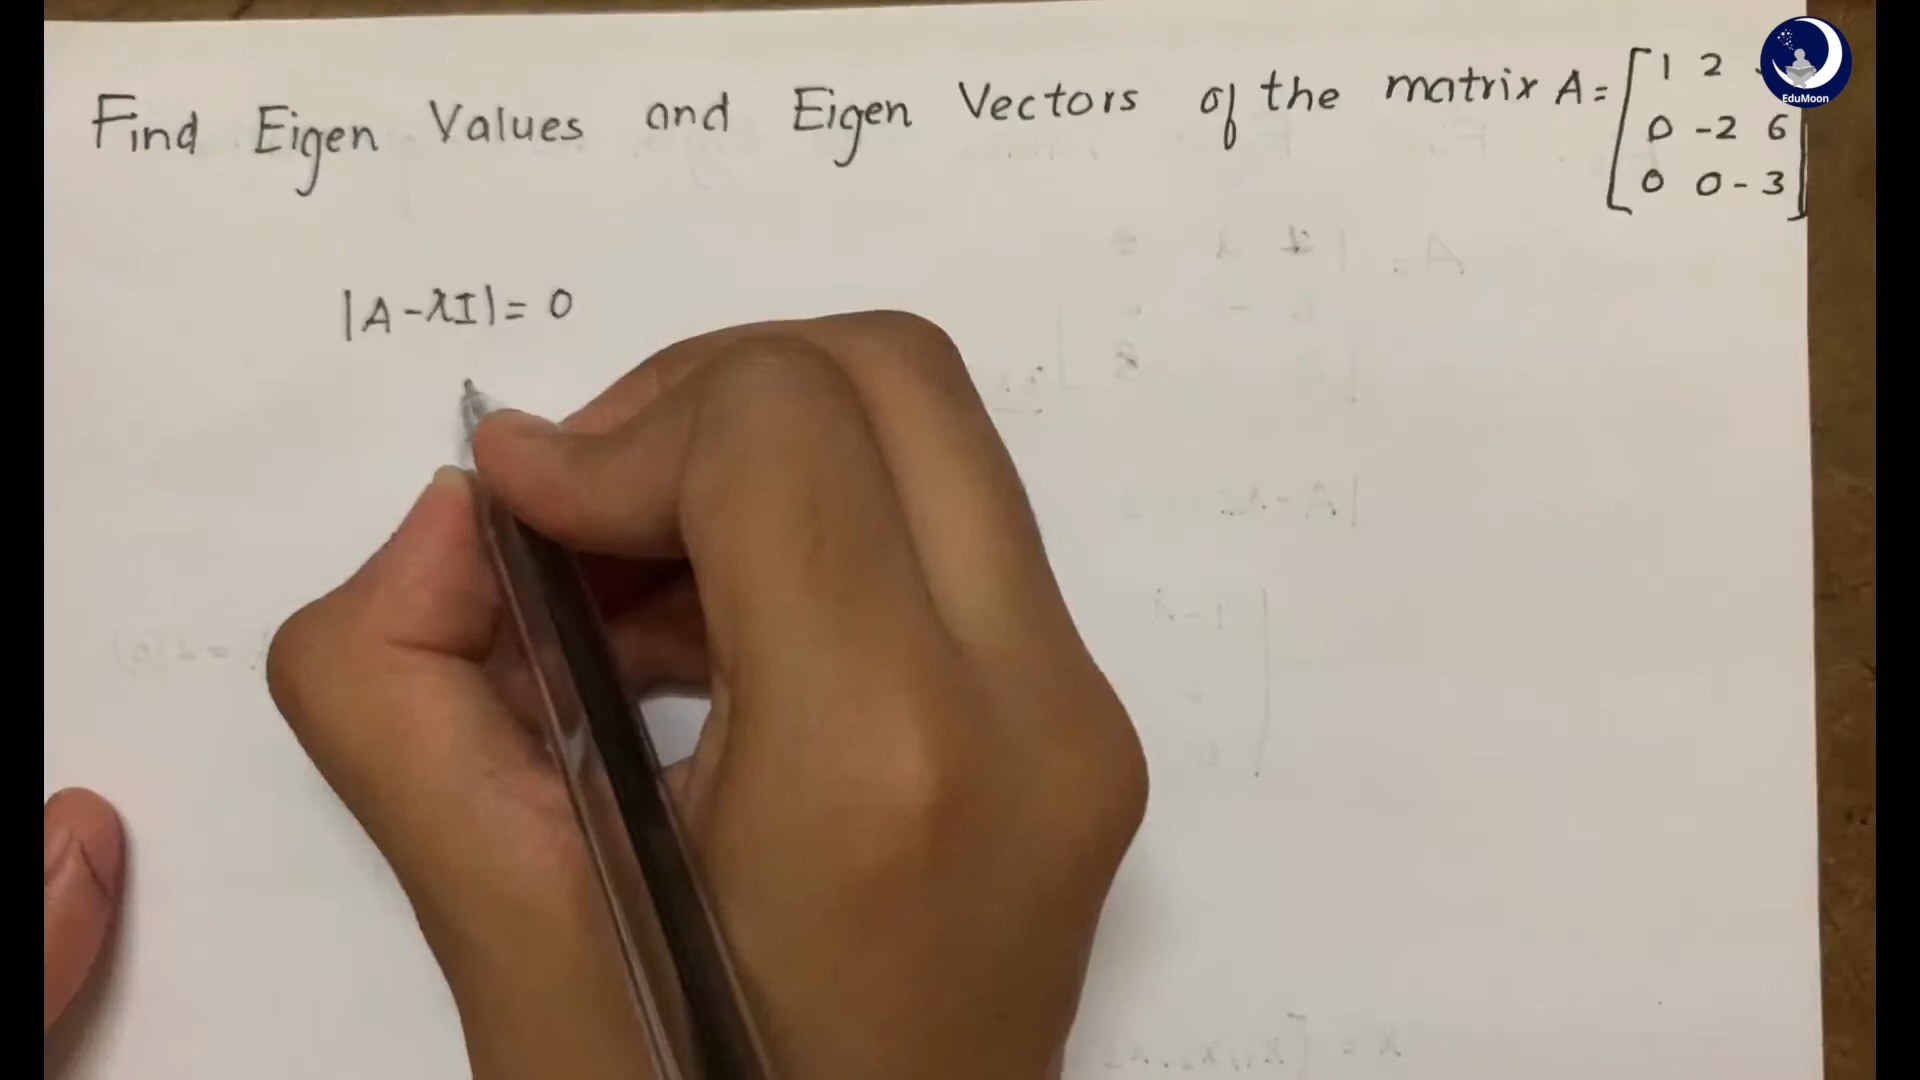 Find Eigen Values and Eigen Vectors of the matrix A = [1 2
0 -2 6
0 0 -3]
|A-λI| = 0
EduMoon